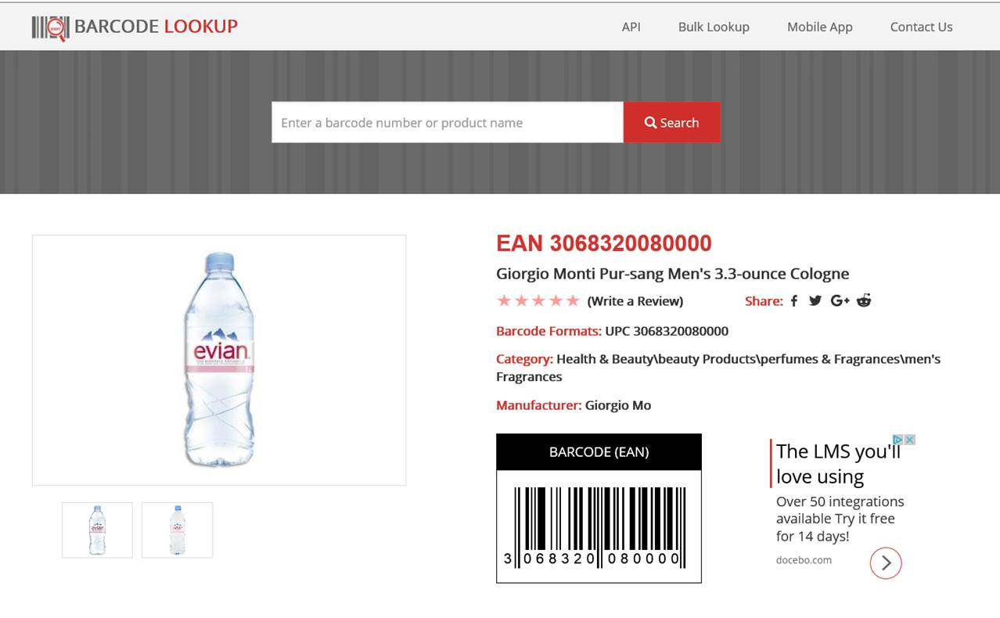 BARCODE LOOKUP
API Bulk Lookup Mobile App Contact Us
Enter a barcode number or product name Search
evian.
EAN 3068320080000
Giorgio Monti Pur-sang Men's 3.3-ounce Cologne
(Write a Review) Share:
Barcode Formats: UPC 3068320080000
Category: Health & Beauty\beauty Products\perfumes & Fragrances\men's
Fragrances
Manufacturer: Giorgio Mo
BARCODE (EAN)
3 068320 080000
evian
evian
The LMS you'll
love using
Over 50 integrations
available Try it free
for 14 days!
docebo.com